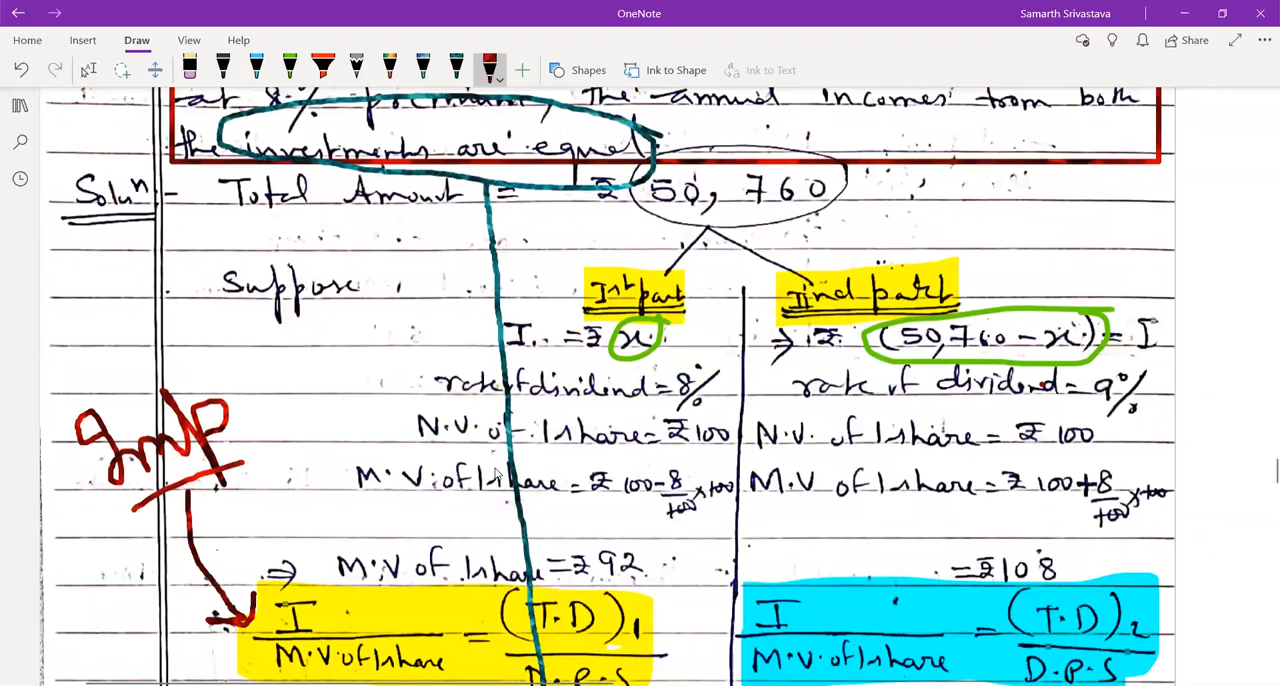 OneNote
Samarth Srivastava
Home Insert Draw View Help
Share
Shapes Ink to Shape Ink to Text
at 8% premium, The annual incomes from both
the investments are equal.
Soluⁿ - Total Amount = ₹ 50,760
Suppose
Ist part
I = ₹ x
rate of dividend = 8%
N.V. of 1 share = ₹ 100
M.V. of 1 share = ₹ 100 - 8/100 × 100
⇒ M.V of 1 share = ₹ 92
I/M.V. of 1 share = (T.D)₁/D.P.S
IInd part
⇒ ₹ (50,760 - x) = I
rate of dividend = 9%
N.V. of 1 share = ₹ 100
M.V of 1 share = ₹ 100 + 8/100 × 100
= ₹ 108
I/M.V. of 1 share = (T.D)₂/D.P.S
ImP